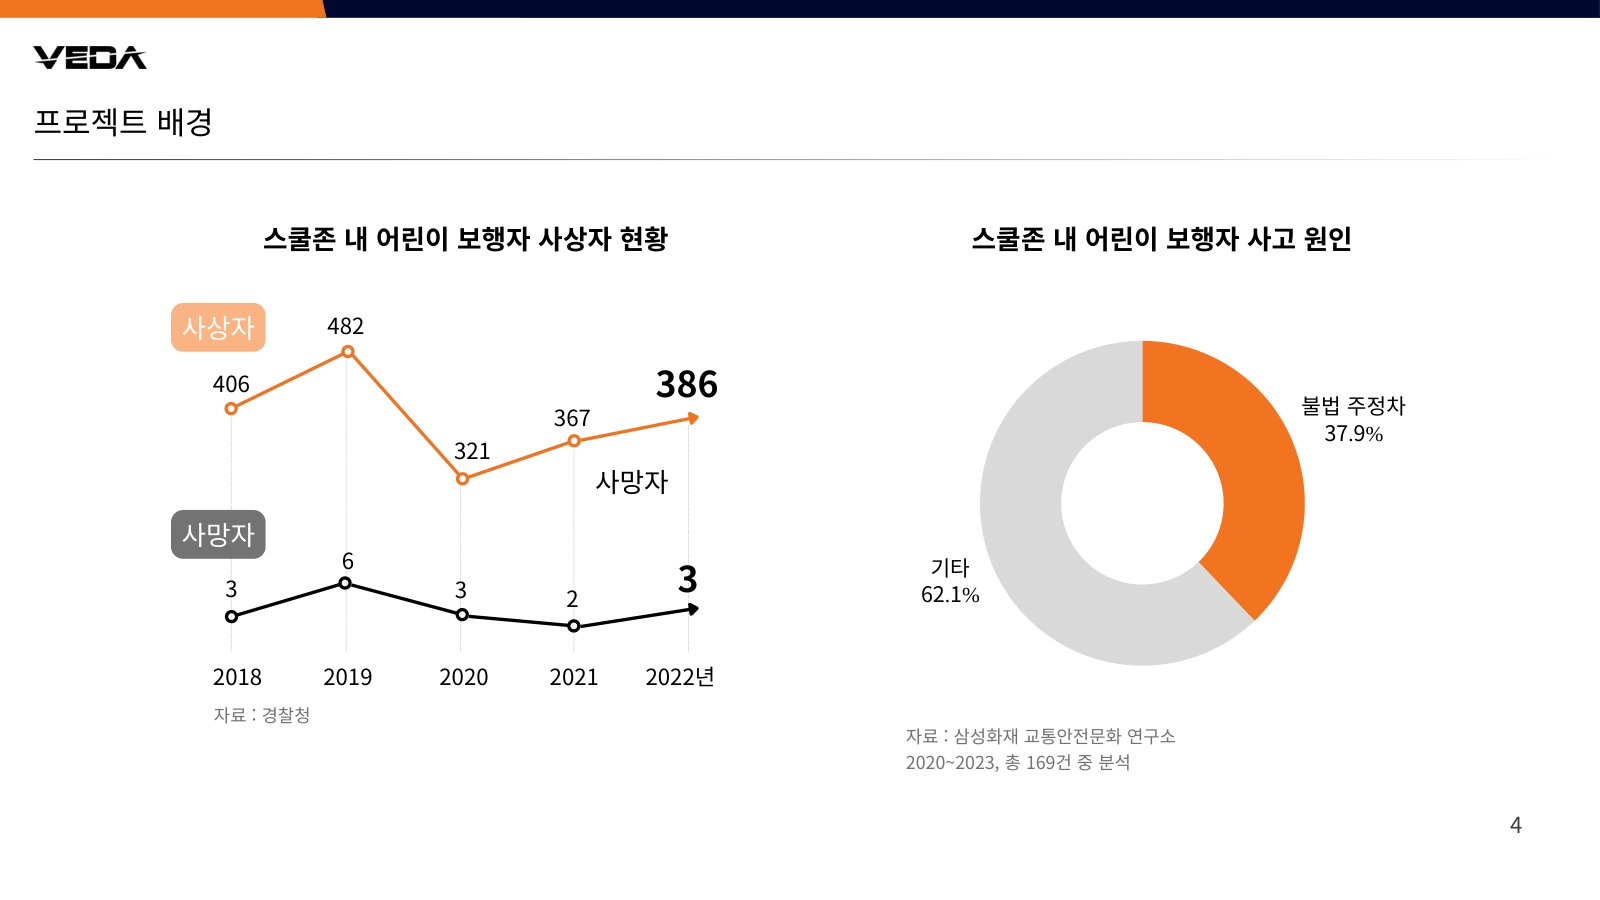 VEDA
프로젝트 배경
스쿨존 내 어린이 보행자 사상자 현황
사상자
406
482
321
367
386
사망자
사망자
3
6
3
2
3
2018
2019
2020
2021
2022년
자료 : 경찰청
스쿨존 내 어린이 보행자 사고 원인
불법 주정차
37.9%
기타
62.1%
자료 : 삼성화재 교통안전문화 연구소
2020~2023, 총 169건 중 분석
4